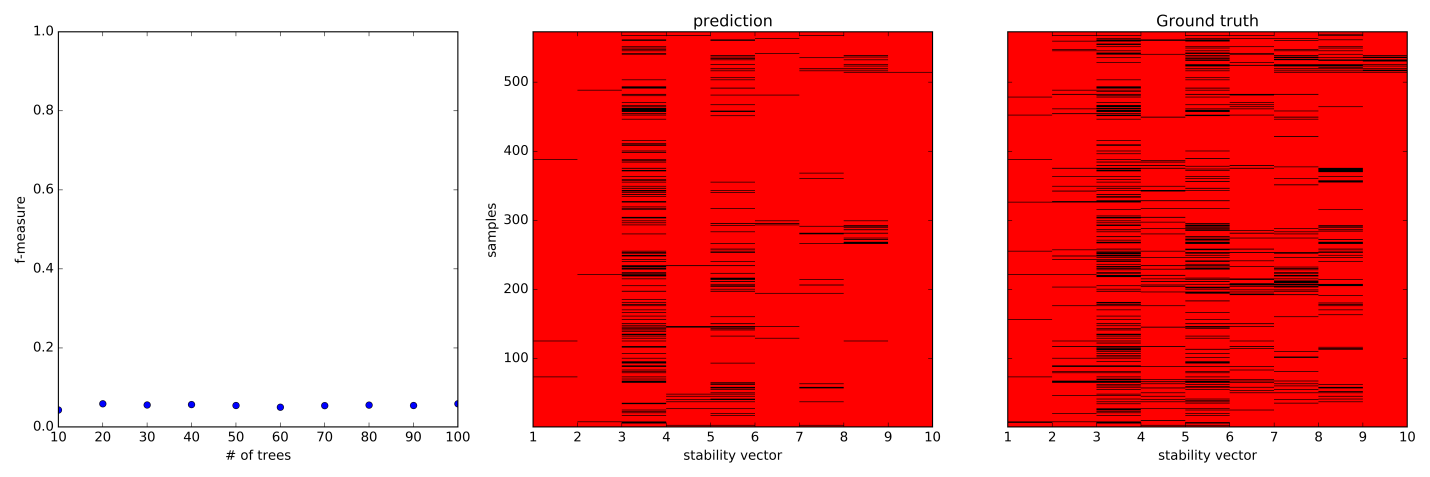 1.0
0.8
0.6
0.4
0.2
0.0
f-measure
10 20 30 40 50 60 70 80 90 100
# of trees
prediction
500
400
300
200
100
samples
1 2 3 4 5 6 7 8 9 10
stability vector
Ground truth
1 2 3 4 5 6 7 8 9 10
stability vector